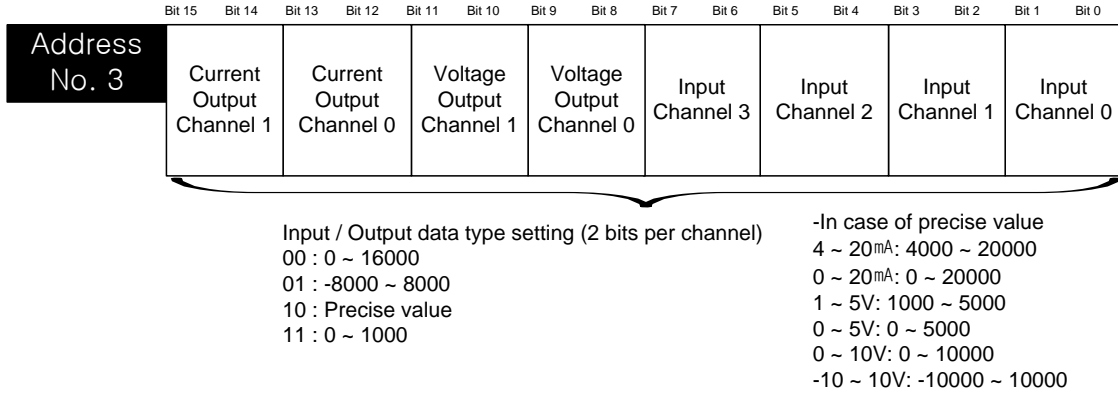 Bit 15 Bit 14 Bit 13 Bit 12 Bit 11 Bit 10 Bit 9 Bit 8 Bit 7 Bit 6 Bit 5 Bit 4 Bit 3 Bit 2 Bit 1 Bit 0
Address
No. 3
Current
Output
Channel 1
Current
Output
Channel 0
Voltage
Output
Channel 1
Voltage
Output
Channel 0
Input
Channel 3
Input
Channel 2
Input
Channel 1
Input
Channel 0
Input / Output data type setting (2 bits per channel)
00 : 0 ~ 16000
01 : -8000 ~ 8000
10 : Precise value
11 : 0 ~ 1000
-In case of precise value
4 ~ 20㎃: 4000 ~ 20000
0 ~ 20㎃: 0 ~ 20000
1 ~ 5V: 1000 ~ 5000
0 ~ 5V: 0 ~ 5000
0 ~ 10V: 0 ~ 10000
-10 ~ 10V: -10000 ~ 10000